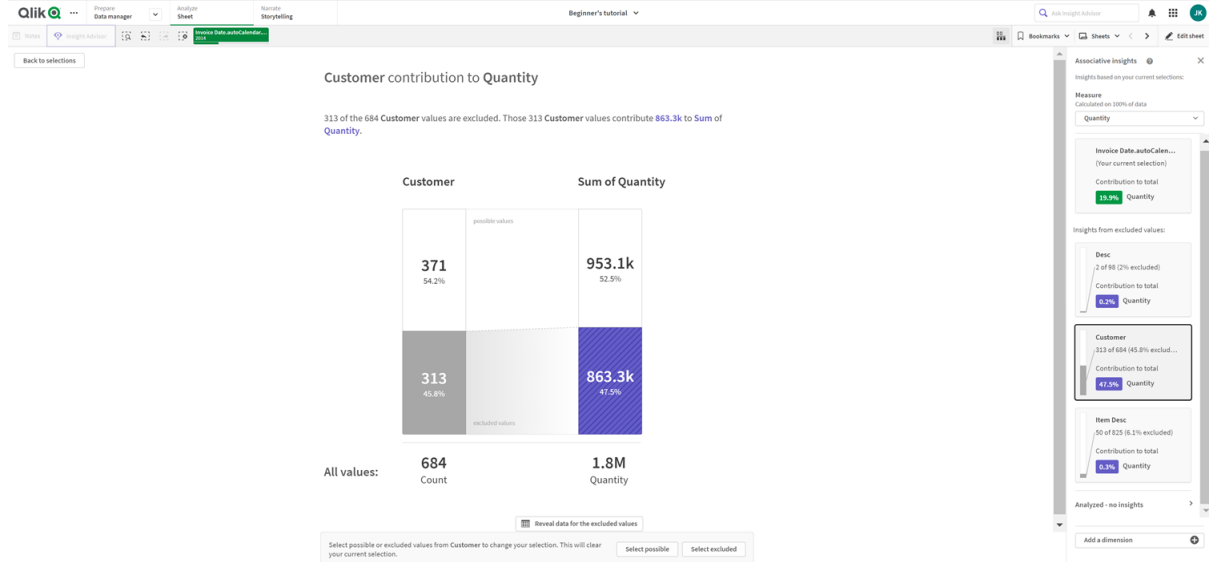 Qlik
Prepare
Data manager
Analyze
Sheet
Narrate
Storytelling
Beginner's tutorial
Ask Insight Advisor
JK
Notes
Insight Advisor
Invoice Date.autoCalendar,...
2014
Bookmarks
Sheets
Edit sheet
Back to selections
Customer contribution to Quantity
313 of the 684 Customer values are excluded. Those 313 Customer values contribute 863.3k to Sum of
Quantity.
Customer
Sum of Quantity
possible values
371
54.2%
953.1k
52.5%
313
45.8%
863.3k
47.5%
excluded values
All values:
684
Count
1.8M
Quantity
Reveal data for the excluded values
Select possible or excluded values from Customer to change your selection. This will clear
your current selection.
Select possible
Select excluded
Associative insights
Insights based on your current selections:
Measure
Calculated on 100% of data
Quantity
Invoice Date.autoCalen...
(Your current selection)
Contribution to total
19.9% Quantity
Insights from excluded values:
Desc
2 of 98 (2% excluded)
Contribution to total
0.2% Quantity
Customer
313 of 684 (45.8% exclud...
Contribution to total
47.5% Quantity
Item Desc
50 of 825 (6.1% excluded)
Contribution to total
0.3% Quantity
Analyzed - no insights
Add a dimension